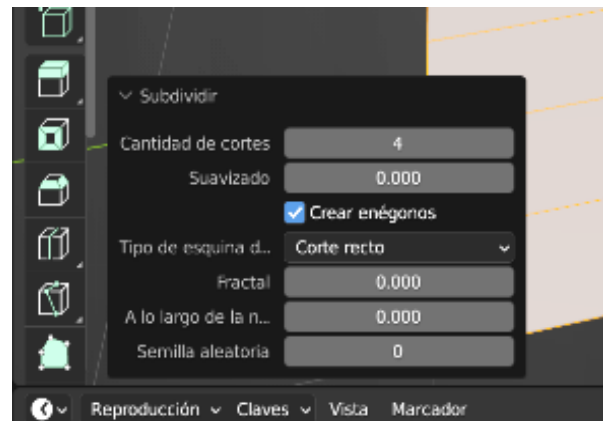 Subdividir
Cantidad de cortes 4
Suavizado 0.000
Crear enégonos
Tipo de esquina d... Corte recto
Fractal 0.000
A lo largo de la n... 0.000
Semilla aleatoria 0
Reproducción Claves Vista Marcador